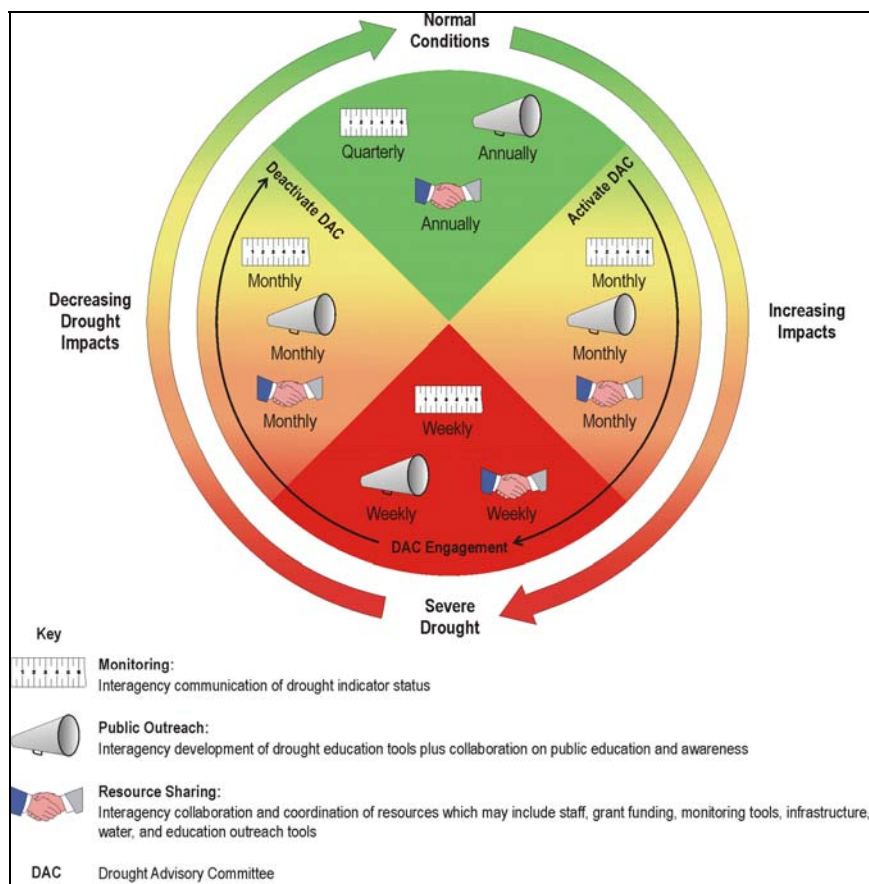 Normal
Conditions
Quarterly
Annually
Annually
Deactivate DAC
Activate DAC
Monthly
Monthly
Monthly
Monthly
Monthly
Monthly
Decreasing
Drought
Impacts
Increasing
Impacts
Weekly
Weekly
Weekly
DAC Engagement
Severe
Drought
Key
Monitoring:
Interagency communication of drought indicator status
Public Outreach:
Interagency development of drought education tools plus collaboration on public education and awareness
Resource Sharing:
Interagency collaboration and coordination of resources which may include staff, grant funding, monitoring tools, infrastructure,
water, and education outreach tools
DAC Drought Advisory Committee